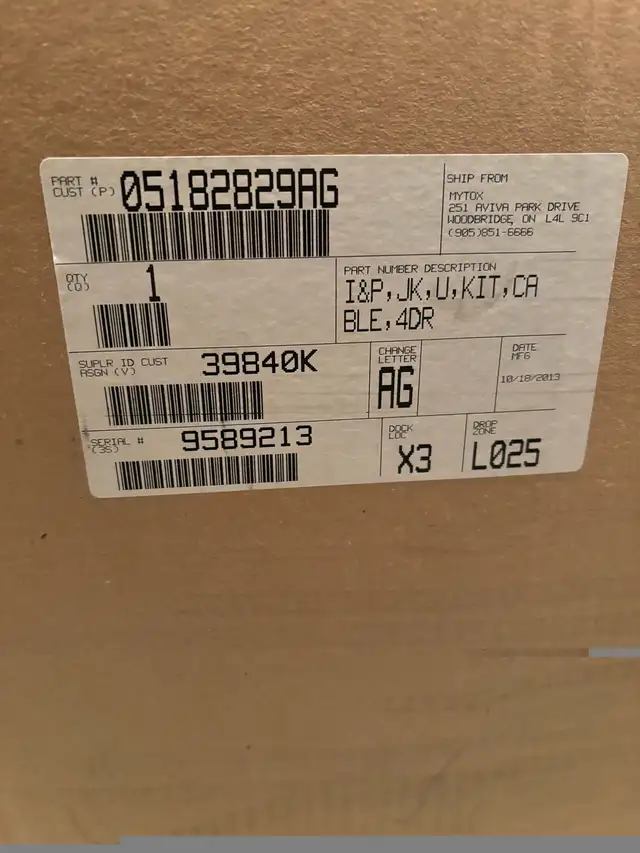 PART #
CUST (P)
05182829AG
SHIP FROM
MYTOX
251 AVIVA PARK DRIVE
WOODBRIDGE, ON L4L 9C1
(905)851-6666
QTY
(Q)
1
PART NUMBER DESCRIPTION
I&P,JK,U,KIT,CA
BLE,4DR
SUPLR ID CUST
ASGN (V)
39840K
CHANGE
LETTER
AG
DATE
MFG
10/18/2013
SERIAL #
(3S)
9589213
DOCK
LOC
X3
DROP
ZONE
L025